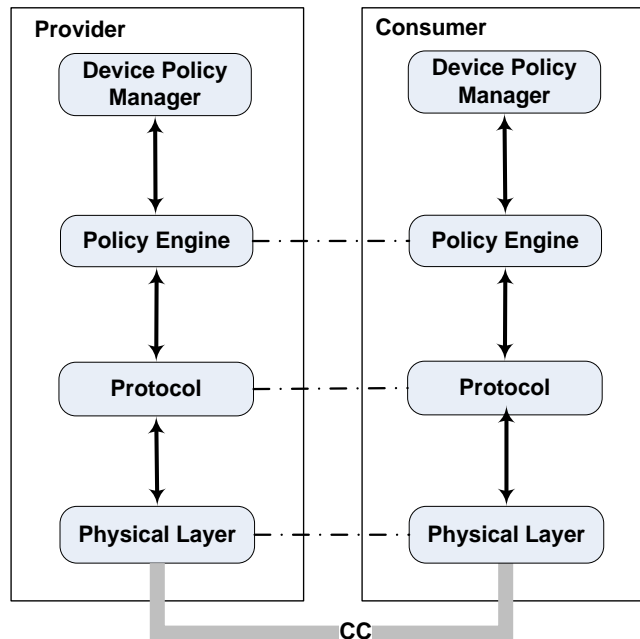 Provider
Device Policy
Manager
Policy Engine
Protocol
Physical Layer
Consumer
Device Policy
Manager
Policy Engine
Protocol
Physical Layer
CC